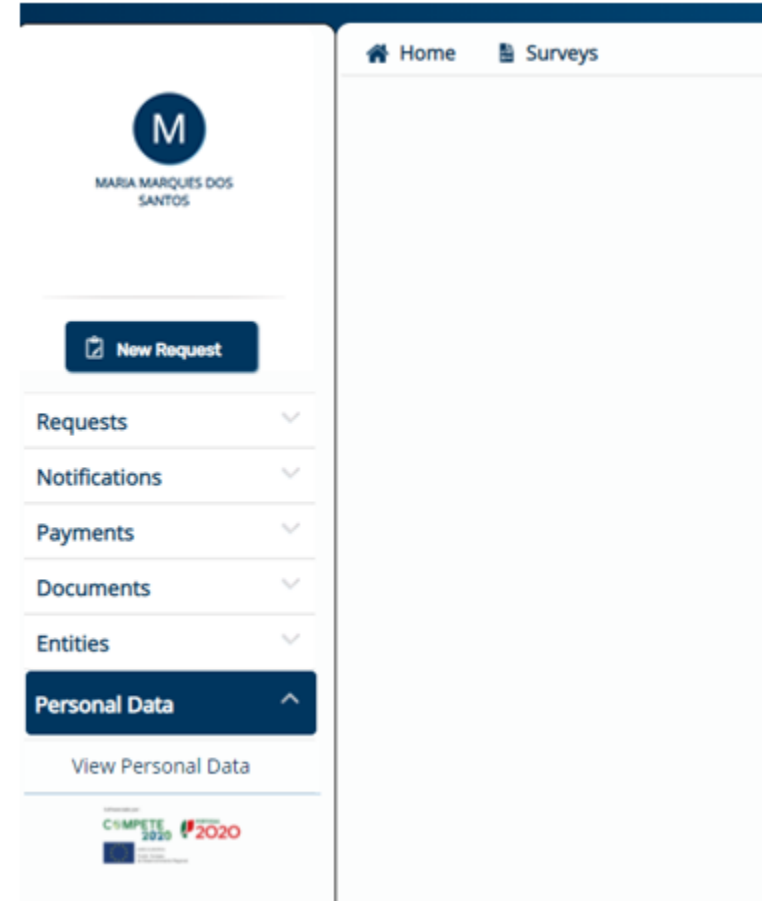 Home Surveys
M
MARIA MARQUES DOS
SANTOS
New Request
Requests
Notifications
Payments
Documents
Entities
Personal Data
View Personal Data
COMPETE
2020
2020